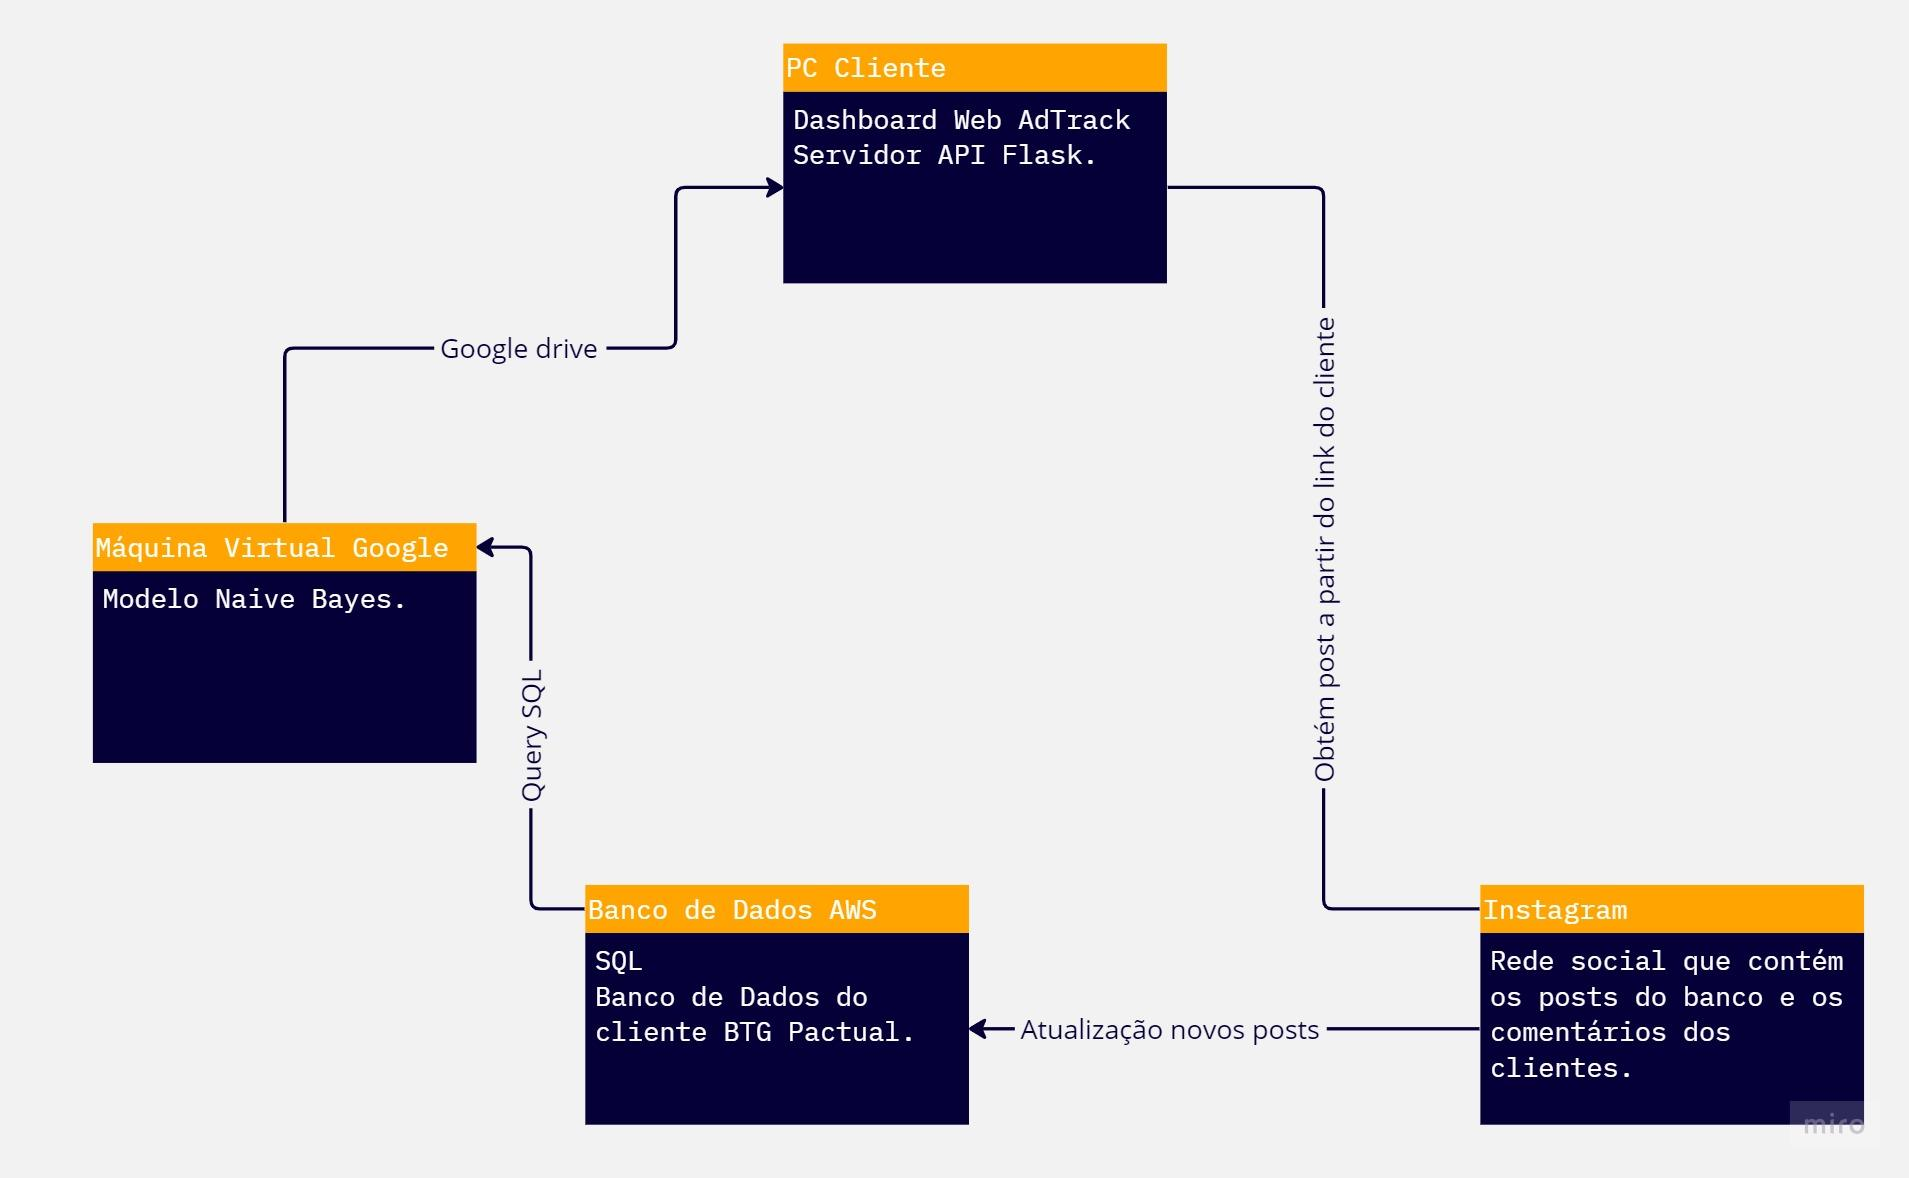 PC Cliente
Dashboard Web AdTrack
Servidor API Flask.
Google drive
Obtém post a partir do link do cliente
Máquina Virtual Google
Modelo Naive Bayes.
Query SQL
Banco de Dados AWS
SQL
Banco de Dados do
cliente BTG Pactual.
Atualização novos posts
Instagram
Rede social que contém
os posts do banco e os
comentários dos
clientes.
miro